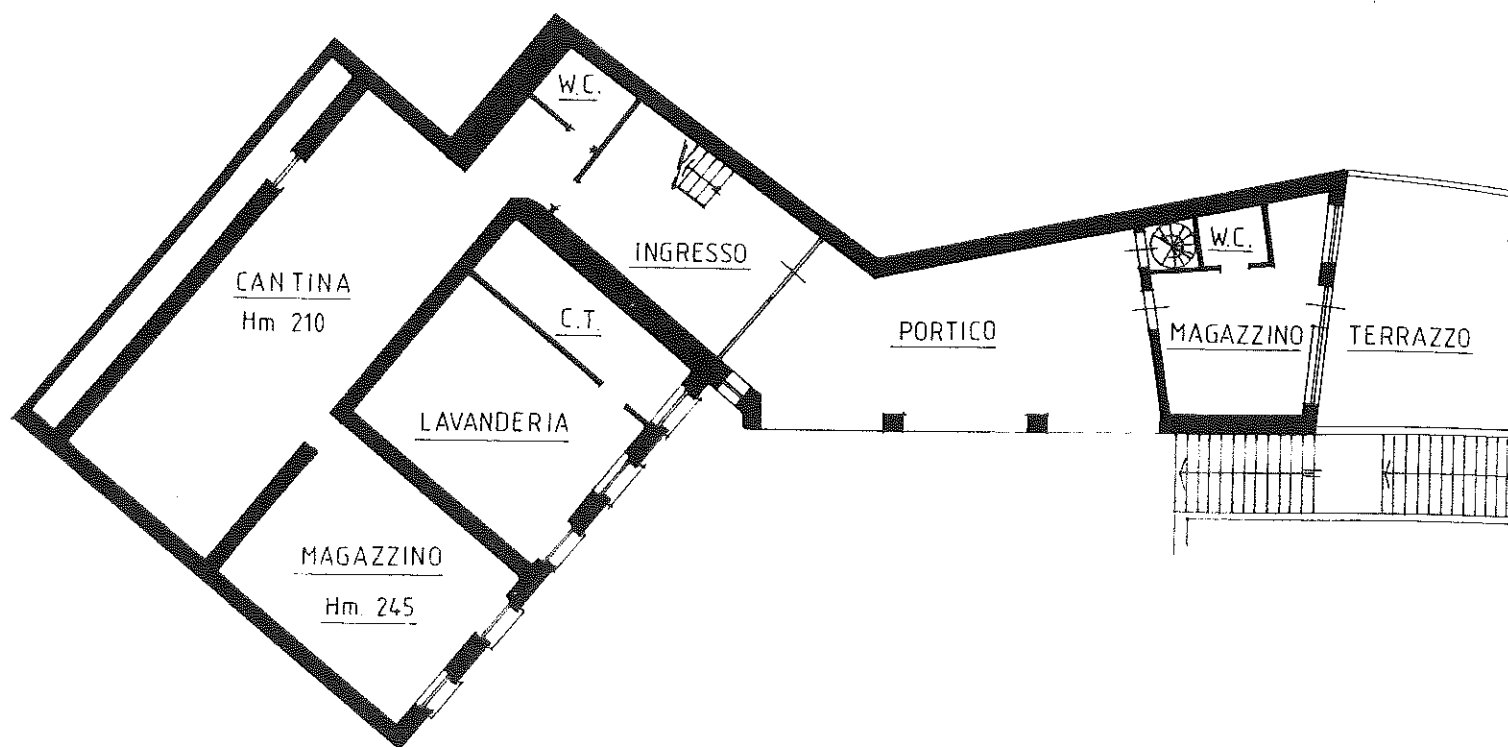 W.C.
W.C.
INGRESSO
CANTINA
Hm 210
C.T.
PORTICO
MAGAZZINO
TERRAZZO
LAVANDERIA
MAGAZZINO
Hm. 245